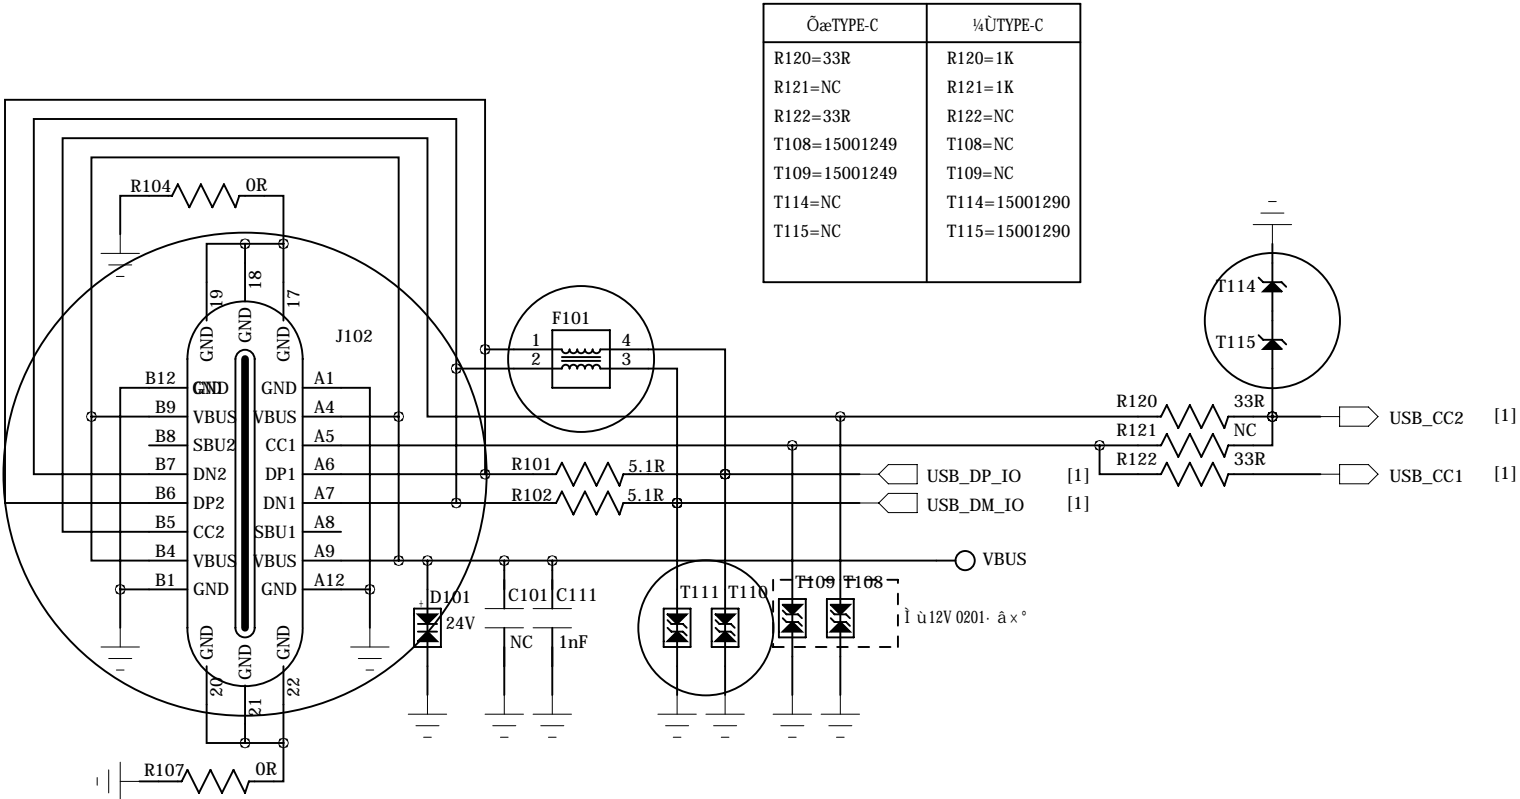 ÕæTYPE-C
¼ÙTYPE-C
R120=33R
R120=1K
R121=NC
R121=1K
R122=33R
R122=NC
T108=15001249
T108=NC
T109=15001249
T109=NC
T114=NC
T114=15001290
T115=NC
T115=15001290
R104
0R
18
19
17
GND
GND
GND
J102
F101
1
4
2
3
T114
T115
B12
GND
GND
A1
B9
VBUS
VBUS
A4
B8
SBU2
CC1
A5
B7
DN2
DP1
A6
B6
DP2
DN1
A7
B5
CC2
SBU1
A8
B4
VBUS
VBUS
A9
B1
GND
GND
A12
R120
33R
USB_CC2
[1]
R121
NC
R122
33R
USB_CC1
[1]
R101
5.1R
USB_DP_IO
[1]
R102
5.1R
USB_DM_IO
[1]
VBUS
D101
24V
C101
NC
C111
1nF
T111
T110
T109
T108
Ì ù12V 0201· â×°
GND
GND
GND
20
21
22
R107
0R